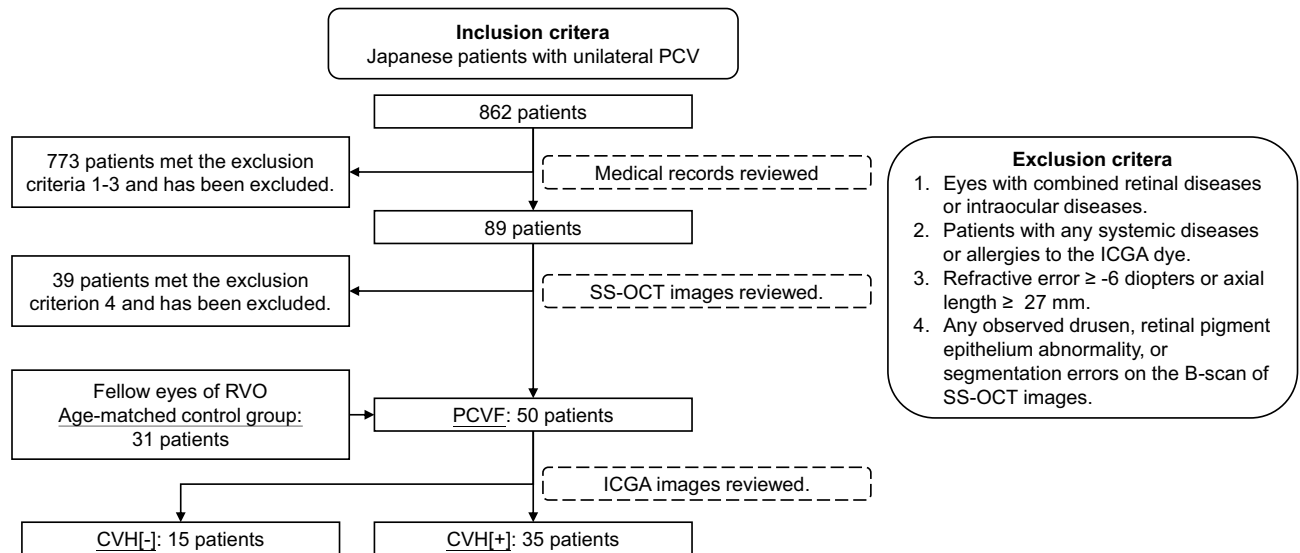 Inclusion critera
Japanese patients with unilateral PCV
862 patients
773 patients met the exclusion
criteria 1-3 and has been excluded.
Medical records reviewed
89 patients
39 patients met the exclusion
criterion 4 and has been excluded.
SS-OCT images reviewed.
Fellow eyes of RVO
Age-matched control group:
31 patients
PCVF: 50 patients
ICGA images reviewed.
CVH[-]: 15 patients
CVH[+]: 35 patients
Exclusion critera
1. Eyes with combined retinal diseases
or intraocular diseases.
2. Patients with any systemic diseases
or allergies to the ICGA dye.
3. Refractive error ≥ -6 diopters or axial
length ≥ 27 mm.
4. Any observed drusen, retinal pigment
epithelium abnormality, or
segmentation errors on the B-scan of
SS-OCT images.